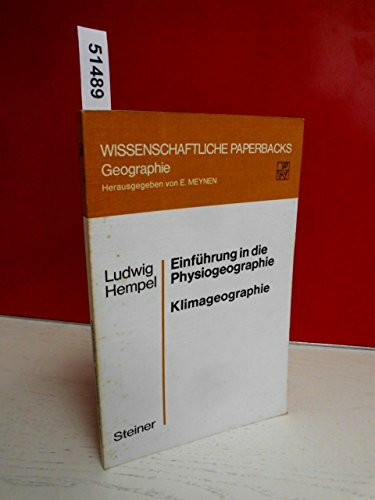 51489
WISSENSCHAFTLICHE PAPERBACKS
Geographie
Herausgegeben von E. MEYNEN
Ludwig
Hempel
Einführung in die
Physiogeographie
Klimageographie
Steiner